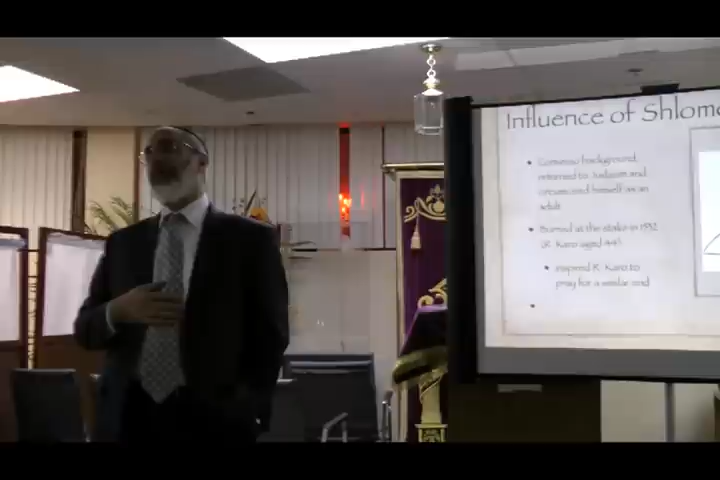 Influence of Shlomo
• Converso background,
returned to Judaism and
circumcised himself as an
adult
• Burned at the stake in 1532
(R. Karo aged 44)
• inspired R. Karo to
pray for a similar end